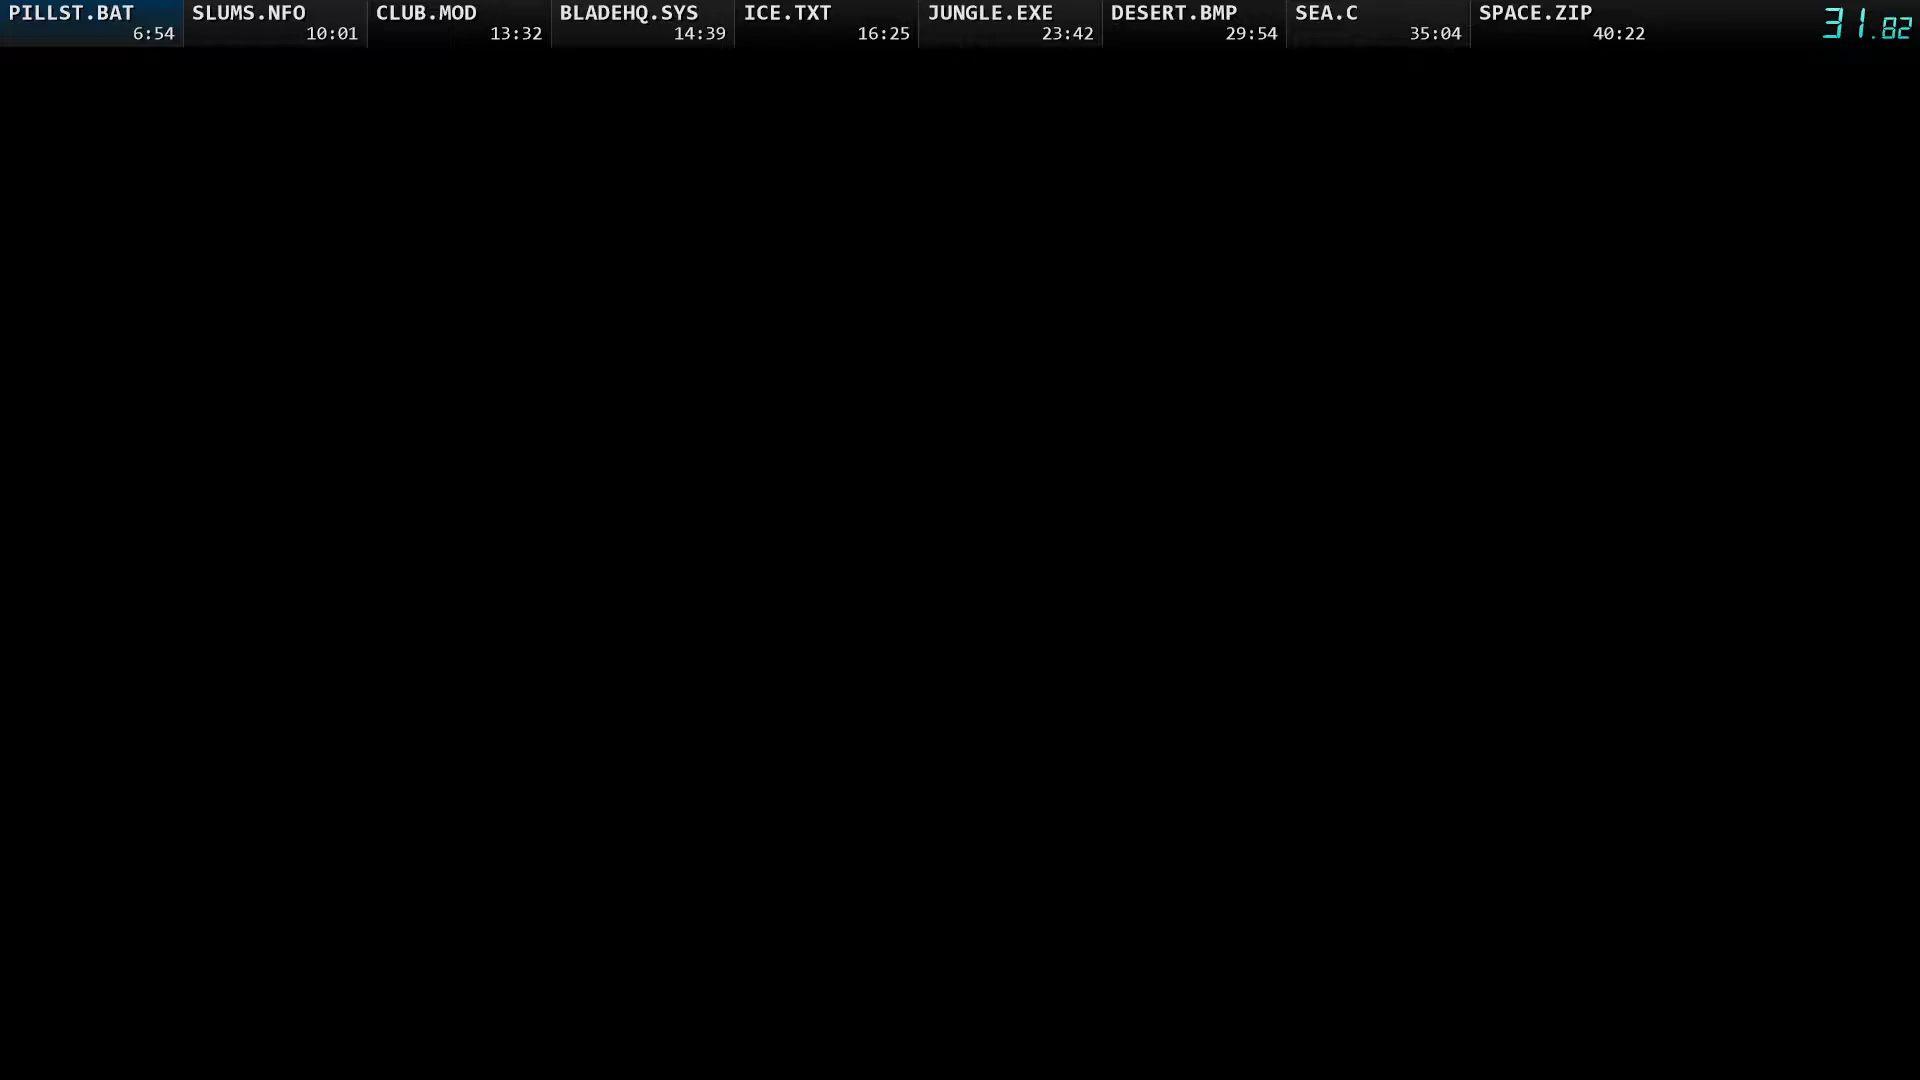 PILLST.BAT SLUMS.NFO CLUB.MOD BLADEHQ.SYS ICE.TXT JUNGLE.EXE DESERT.BMP SEA.C SPACE.ZIP 31.82
6:54 10:01 13:32 14:39 16:25 23:42 29:54 35:04 40:22